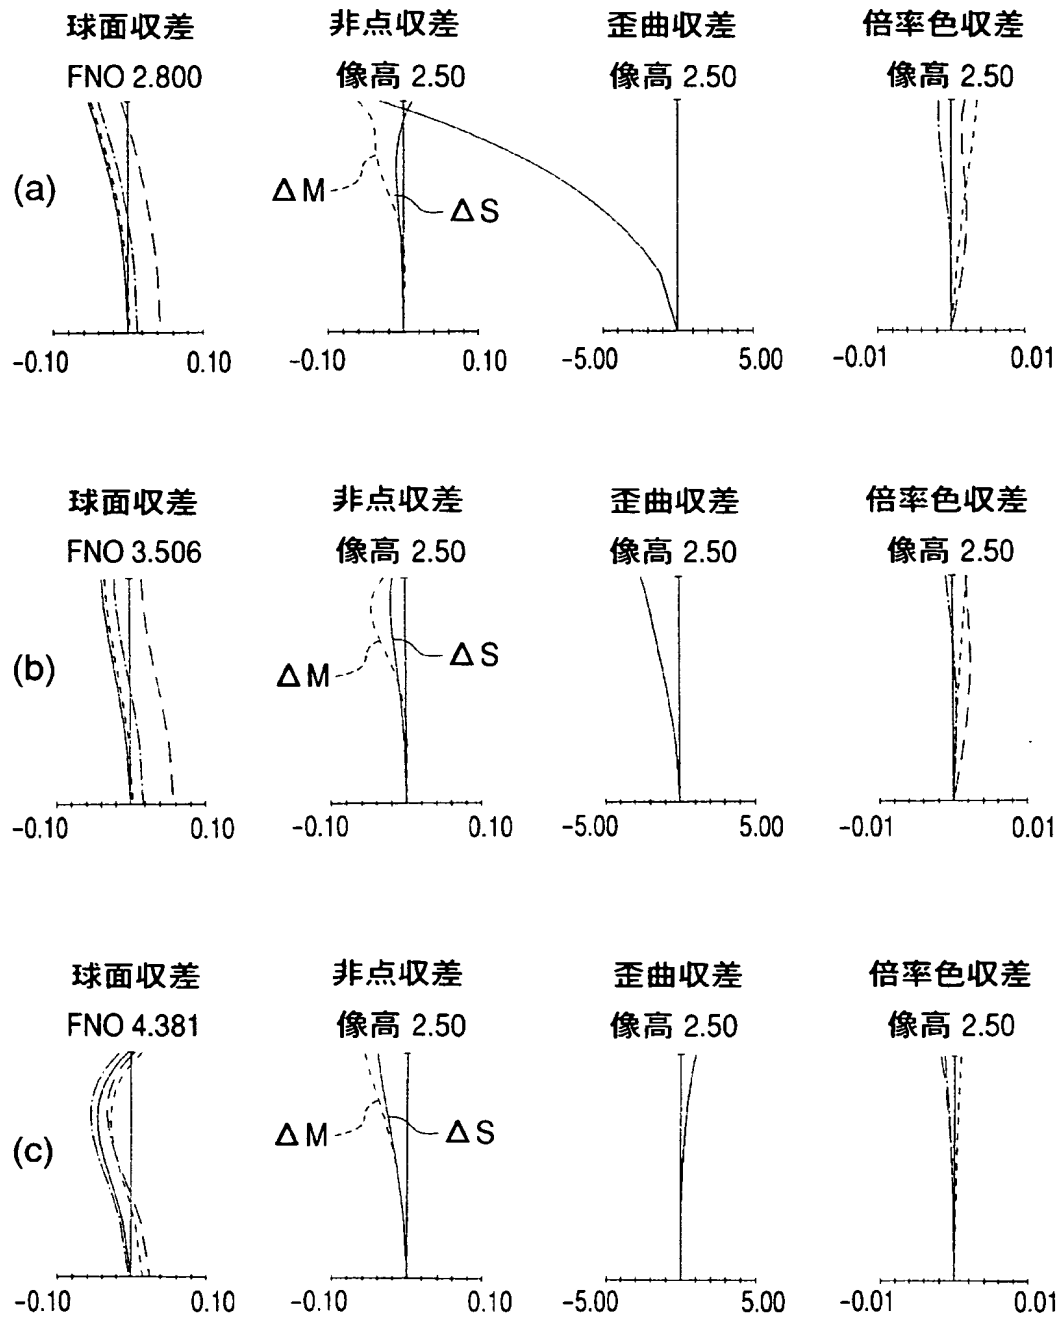 球面収差 非点収差 歪曲収差 倍率色収差
FNO 2.800 像高 2.50 像高 2.50 像高 2.50
(a)
ΔM
ΔS
-0.10 0.10 -0.10 0.10 -5.00 5.00 -0.01 0.01
球面収差 非点収差 歪曲収差 倍率色収差
FNO 3.506 像高 2.50 像高 2.50 像高 2.50
(b)
ΔM
ΔS
-0.10 0.10 -0.10 0.10 -5.00 5.00 -0.01 0.01
球面収差 非点収差 歪曲収差 倍率色収差
FNO 4.381 像高 2.50 像高 2.50 像高 2.50
(c)
ΔM
ΔS
-0.10 0.10 -0.10 0.10 -5.00 5.00 -0.01 0.01